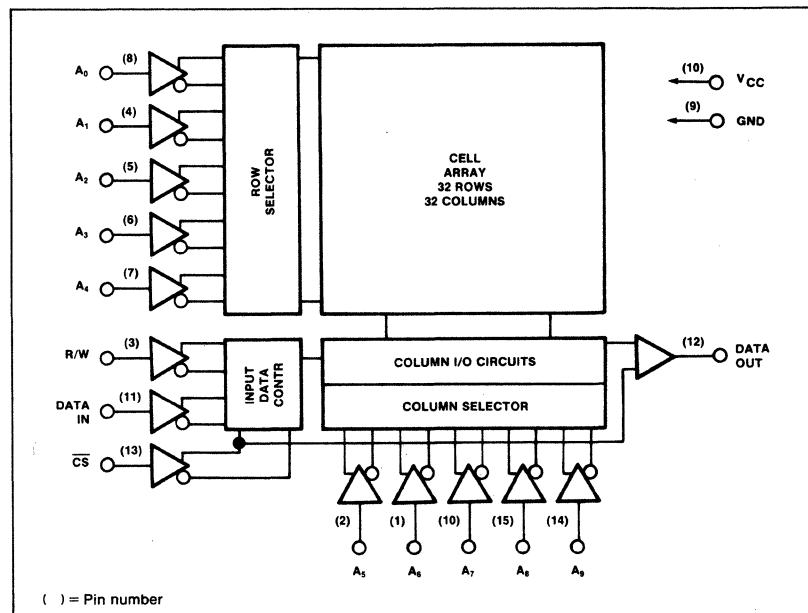 (8)
A0
(4)
A1
(5)
A2
(6)
A3
(7)
A4
ROW
SELECTOR
CELL
ARRAY
32 ROWS
32 COLUMNS
(10)
VCC
(9)
GND
(3)
R/W
(11)
DATA
IN
(13)
CS
INPUT
DATA
CONTR
COLUMN I/O CIRCUITS
COLUMN SELECTOR
(12)
DATA
OUT
(2) (1) (10) (15) (14)
A5 A6 A7 A8 A9
( ) = Pin number